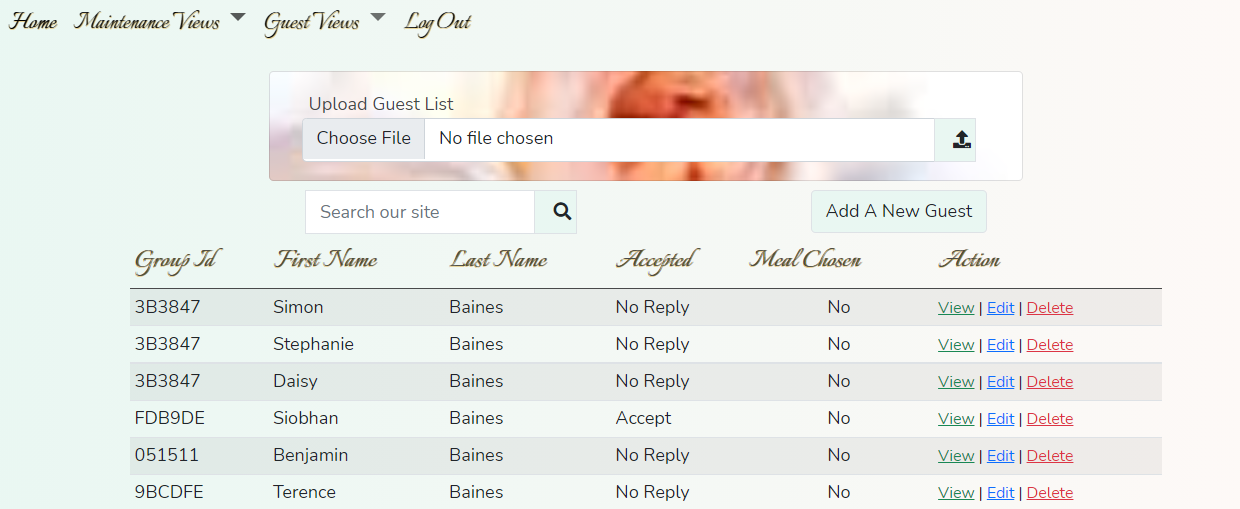 Home Maintenance Views Guest Views Log Out
Upload Guest List
Choose File No file chosen
Search our site Add A New Guest
Group Id First Name Last Name Accepted Meal Chosen Action
3B3847 Simon Baines No Reply No View | Edit | Delete
3B3847 Stephanie Baines No Reply No View | Edit | Delete
3B3847 Daisy Baines No Reply No View | Edit | Delete
FDB9DE Siobhan Baines Accept No View | Edit | Delete
051511 Benjamin Baines No Reply No View | Edit | Delete
9BCDFE Terence Baines No Reply No View | Edit | Delete